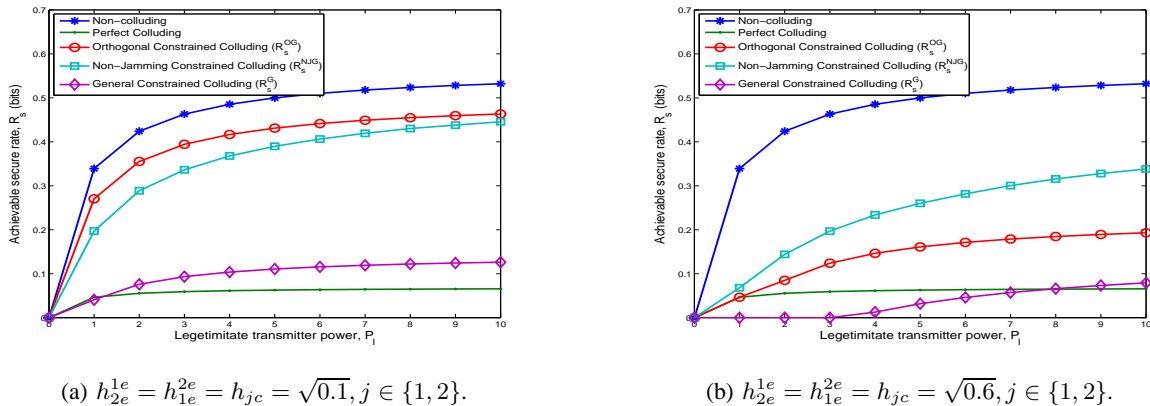 0.7
0.6
0.5
0.4
0.3
0.2
0.1
0
Achievable secure rate, R_s (bits)
Non−colluding
Perfect Colluding
Orthogonal Constrained Colluding (R_s^OG)
Non−Jamming Constrained Colluding (R_s^NJG)
General Constrained Colluding (R_s^G)
0 1 2 3 4 5 6 7 8 9 10
Legetimitate transmitter power, P_l
(a) h_{2e}^{1e} = h_{1e}^{2e} = h_{jc} = √0.1, j ∈ {1, 2}.
0.7
0.6
0.5
0.4
0.3
0.2
0.1
0
Achievable secure rate, R_s (bits)
Non−colluding
Perfect Colluding
Orthogonal Constrained Colluding (R_s^OG)
Non−Jamming Constrained Colluding (R_s^NJG)
General Constrained Colluding (R_s^G)
0 1 2 3 4 5 6 7 8 9 10
Legetimitate transmitter power, P_l
(b) h_{2e}^{1e} = h_{1e}^{2e} = h_{jc} = √0.6, j ∈ {1, 2}.